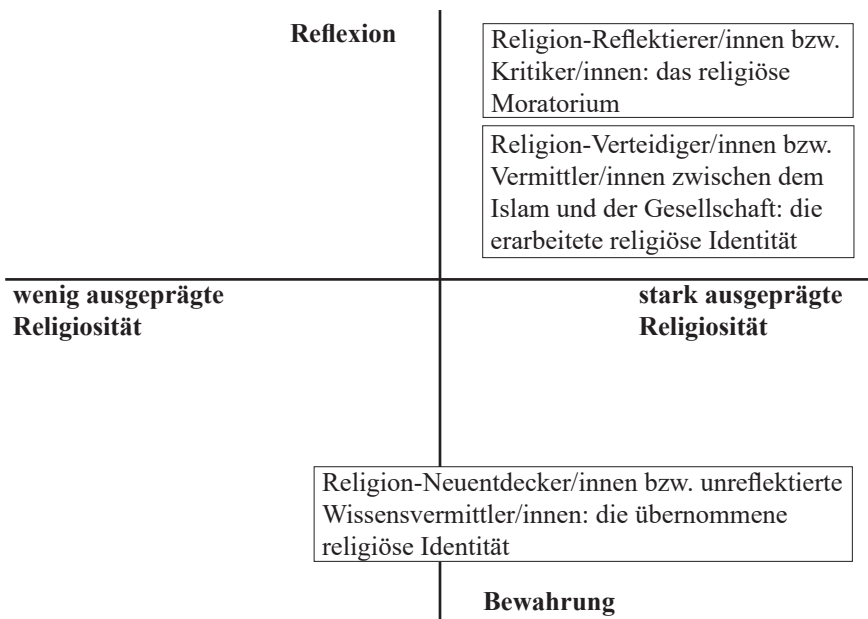 Reflexion
Religion-Reflektierer/innen bzw.
Kritiker/innen: das religiöse
Moratorium
Religion-Verteidiger/innen bzw.
Vermittler/innen zwischen dem
Islam und der Gesellschaft: die
erarbeitete religiöse Identität
wenig ausgeprägte
Religiosität
stark ausgeprägte
Religiosität
Religion-Neuentdecker/innen bzw. unreflektierte
Wissensvermittler/innen: die übernommene
religiöse Identität
Bewahrung